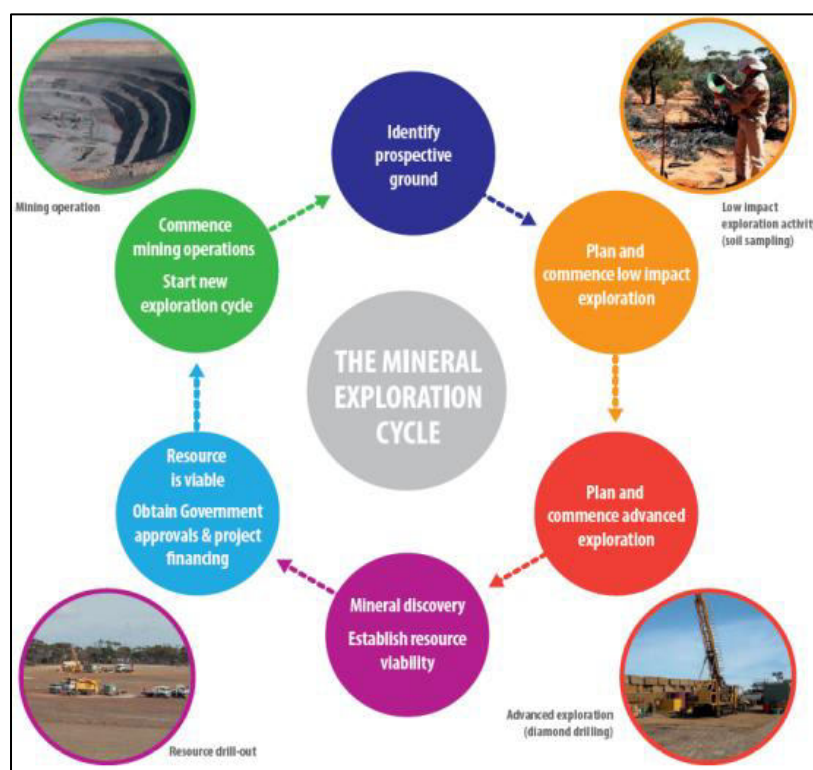 Identify
prospective
ground
Mining operation
Low impact
exploration activity
(soil sampling)
Commence
mining operations
Start new
exploration cycle
Plan and
commence low impact
exploration
THE MINERAL
EXPLORATION
CYCLE
Resource
is viable
Obtain Government
approvals & project
financing
Plan and
commence advanced
exploration
Mineral discovery
Establish resource
viability
Resource drill-out
Advanced exploration
(diamond drilling)